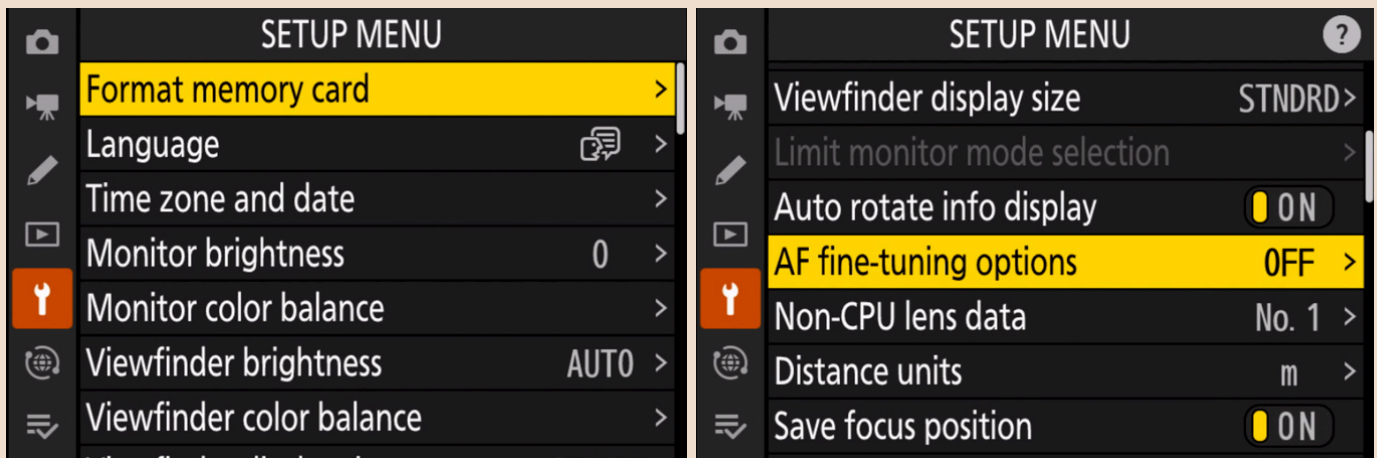 SETUP MENU
Format memory card
Language
Time zone and date
Monitor brightness 0
Monitor color balance
Viewfinder brightness AUTO
Viewfinder color balance
SETUP MENU ?
Viewfinder display size STNDRD
Limit monitor mode selection
Auto rotate info display ON
AF fine-tuning options OFF
Non-CPU lens data No. 1
Distance units m
Save focus position ON